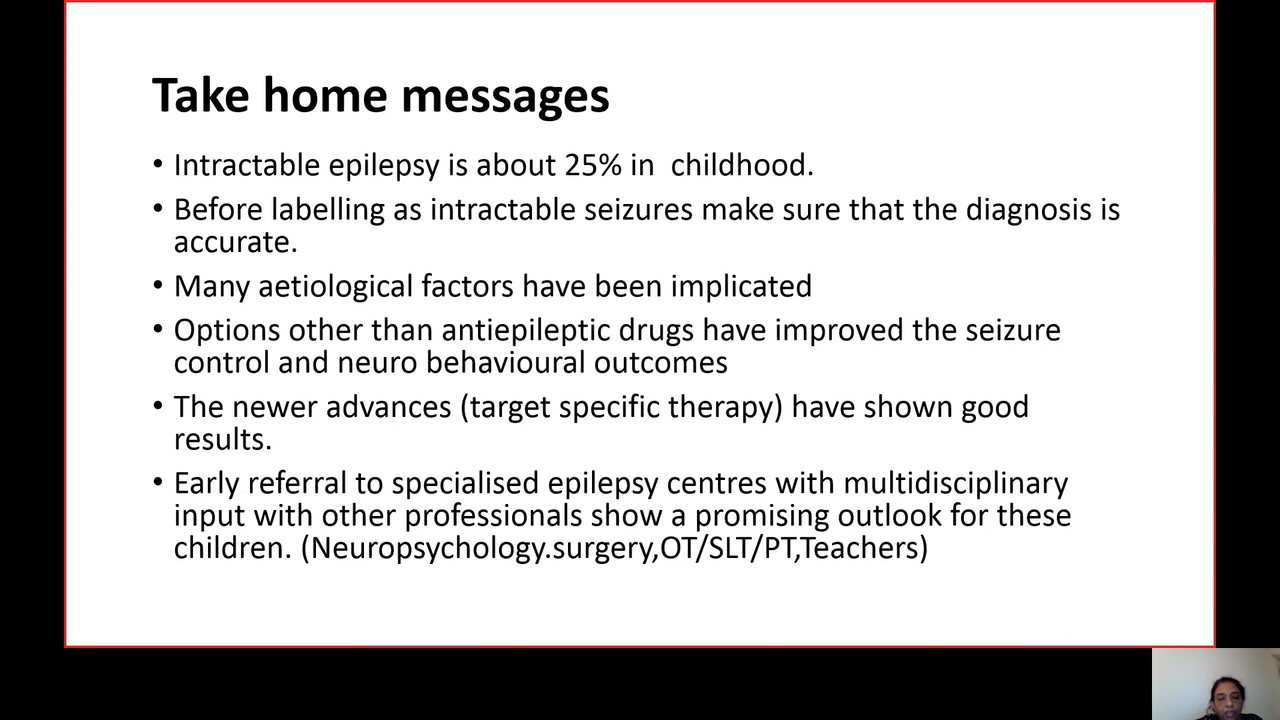 Take home messages
• Intractable epilepsy is about 25% in  childhood.
• Before labelling as intractable seizures make sure that the diagnosis is
accurate.
• Many aetiological factors have been implicated
• Options other than antiepileptic drugs have improved the seizure
control and neuro behavioural outcomes
• The newer advances (target specific therapy) have shown good
results.
• Early referral to specialised epilepsy centres with multidisciplinary
input with other professionals show a promising outlook for these
children. (Neuropsychology.surgery,OT/SLT/PT,Teachers)